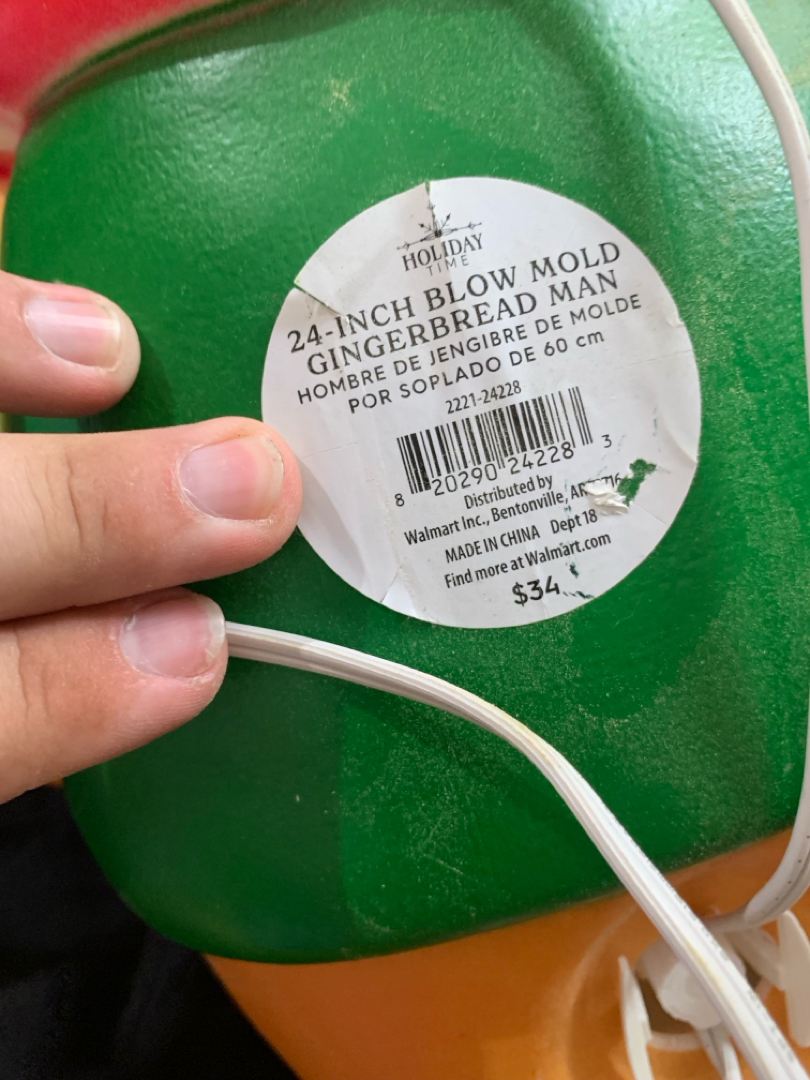 HOLIDAY
TIME
24-INCH BLOW MOLD
GINGERBREAD MAN
HOMBRE DE JENGIBRE DE MOLDE
POR SOPLADO DE 60 cm
2221-24228
8 20290 24228 3
Distributed by
Walmart Inc., Bentonville,
MADE IN CHINA Dept 18
Find more at Walmart.com
$34